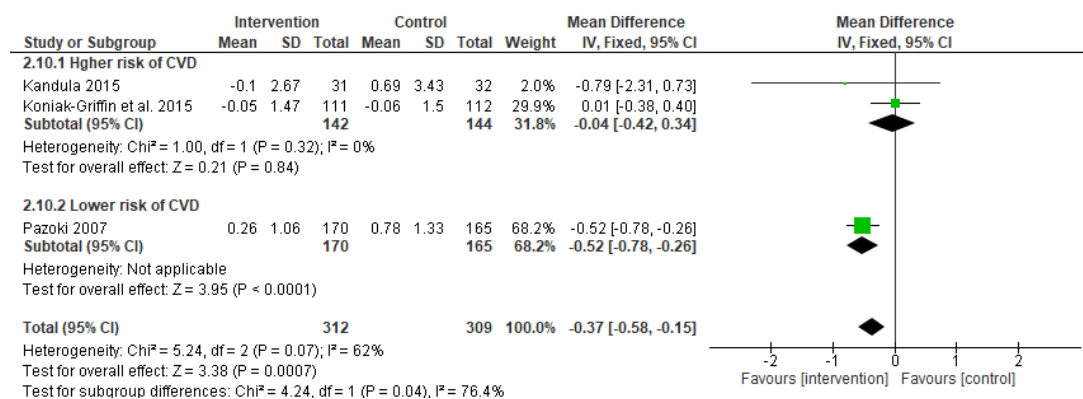 Intervention Control Mean Difference Mean Difference
Study or Subgroup Mean SD Total Mean SD Total Weight IV, Fixed, 95% CI IV, Fixed, 95% CI
2.10.1 Hgher risk of CVD
Kandula 2015 -0.1 2.67 31 0.69 3.43 32 2.0% -0.79 [-2.31, 0.73]
Koniak-Griffin et al. 2015 -0.05 1.47 111 -0.06 1.5 112 29.9% 0.01 [-0.38, 0.40]
Subtotal (95% CI) 142 144 31.8% -0.04 [-0.42, 0.34]
Heterogeneity: Chi² = 1.00, df = 1 (P = 0.32); I² = 0%
Test for overall effect: Z = 0.21 (P = 0.84)
2.10.2 Lower risk of CVD
Pazoki 2007 0.26 1.06 170 0.78 1.33 165 68.2% -0.52 [-0.78, -0.26]
Subtotal (95% CI) 170 165 68.2% -0.52 [-0.78, -0.26]
Heterogeneity: Not applicable
Test for overall effect: Z = 3.95 (P < 0.0001)
Total (95% CI) 312 309 100.0% -0.37 [-0.58, -0.15]
Heterogeneity: Chi² = 5.24, df = 2 (P = 0.07); I² = 62%
Test for overall effect: Z = 3.38 (P = 0.0007)
Test for subgroup differences: Chi² = 4.24, df = 1 (P = 0.04), I² = 76.4%
-2 -1 0 1 2
Favours [intervention] Favours [control]